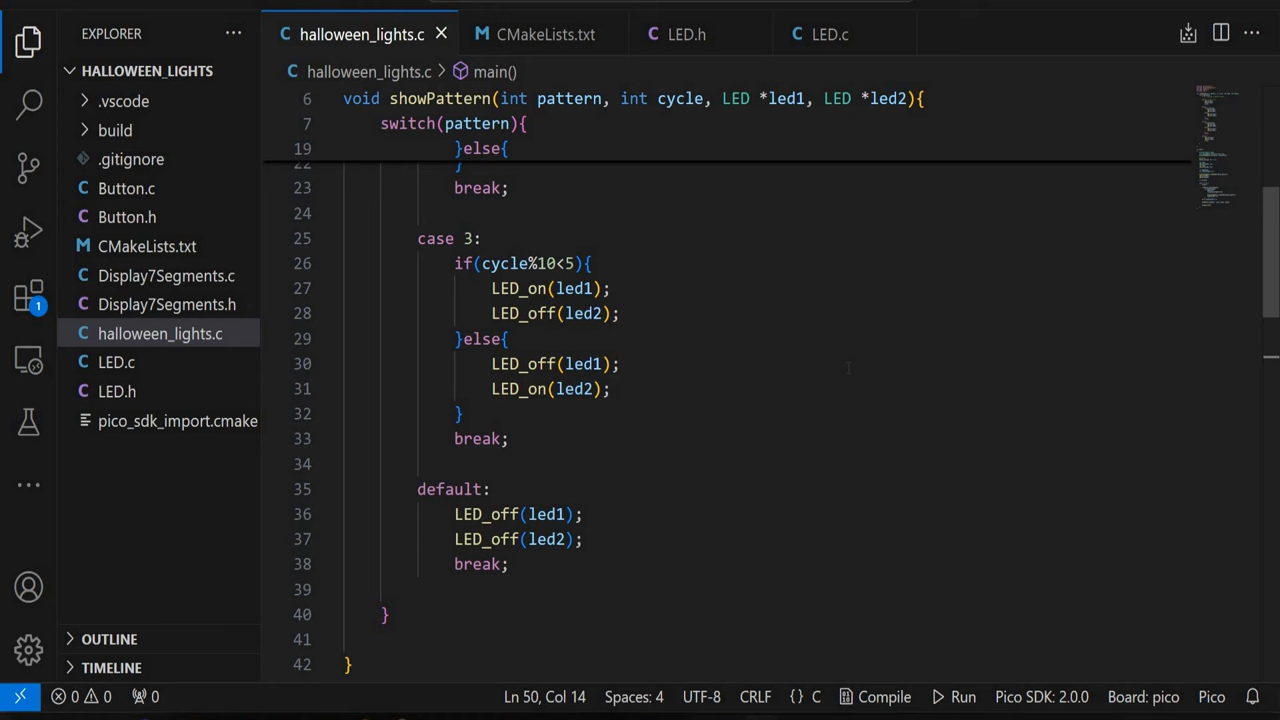 EXPLORER
HALLOWEEN_LIGHTS
.vscode
build
.gitignore
Button.c
Button.h
CMakeLists.txt
Display7Segments.c
Display7Segments.h
halloween_lights.c
LED.c
LED.h
pico_sdk_import.cmake
OUTLINE
TIMELINE
1
C halloween_lights.c
M CMakeLists.txt
C LED.h
C LED.c
C halloween_lights.c > main()
6 void showPattern(int pattern, int cycle, LED *led1, LED *led2){
7 switch(pattern){
19 }else{
22 }
23 break;
24
25 case 3:
26 if(cycle%10<5){
27 LED_on(led1);
28 LED_off(led2);
29 }else{
30 LED_off(led1);
31 LED_on(led2);
32 }
33 break;
34
35 default:
36 LED_off(led1);
37 LED_off(led2);
38 break;
39
40 }
41
42 }
0 0 0 Ln 50, Col 14 Spaces: 4 UTF-8 CRLF {} C Compile Run Pico SDK: 2.0.0 Board: pico Pico